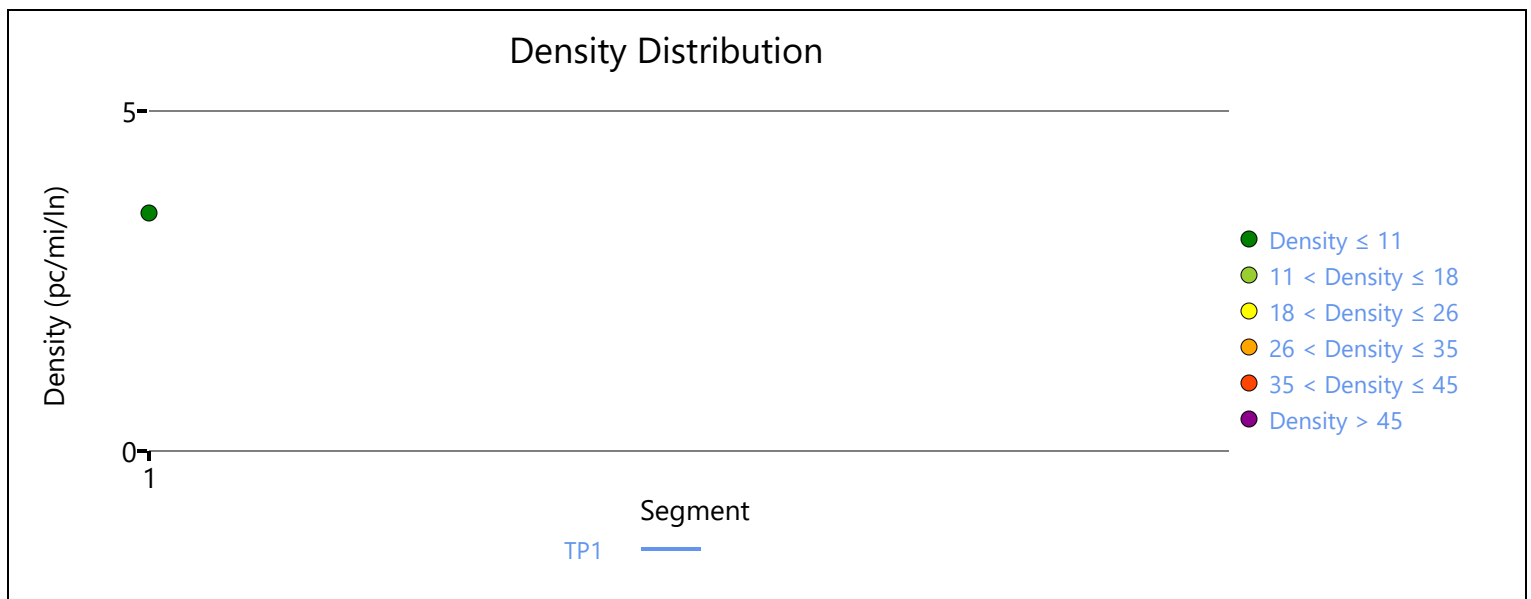 Density Distribution
5
Density (pc/mi/ln)
0
1
Segment
TP1
Density ≤ 11
11 < Density ≤ 18
18 < Density ≤ 26
26 < Density ≤ 35
35 < Density ≤ 45
Density > 45